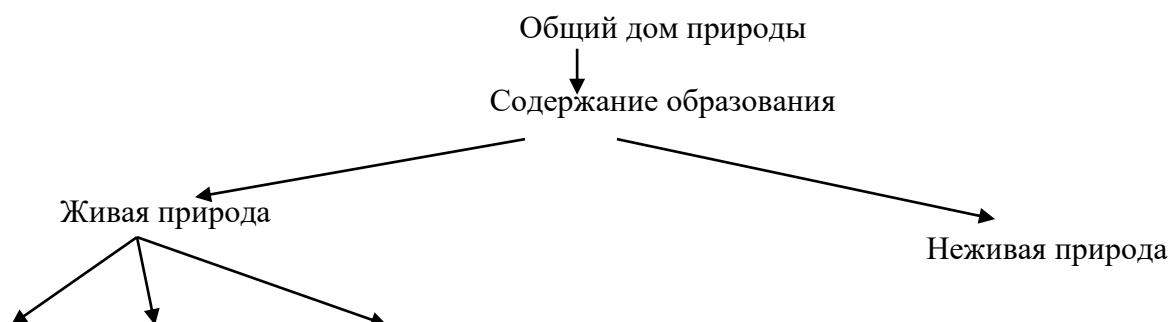 Общий дом природы
Содержание образования
Живая природа
Неживая природа